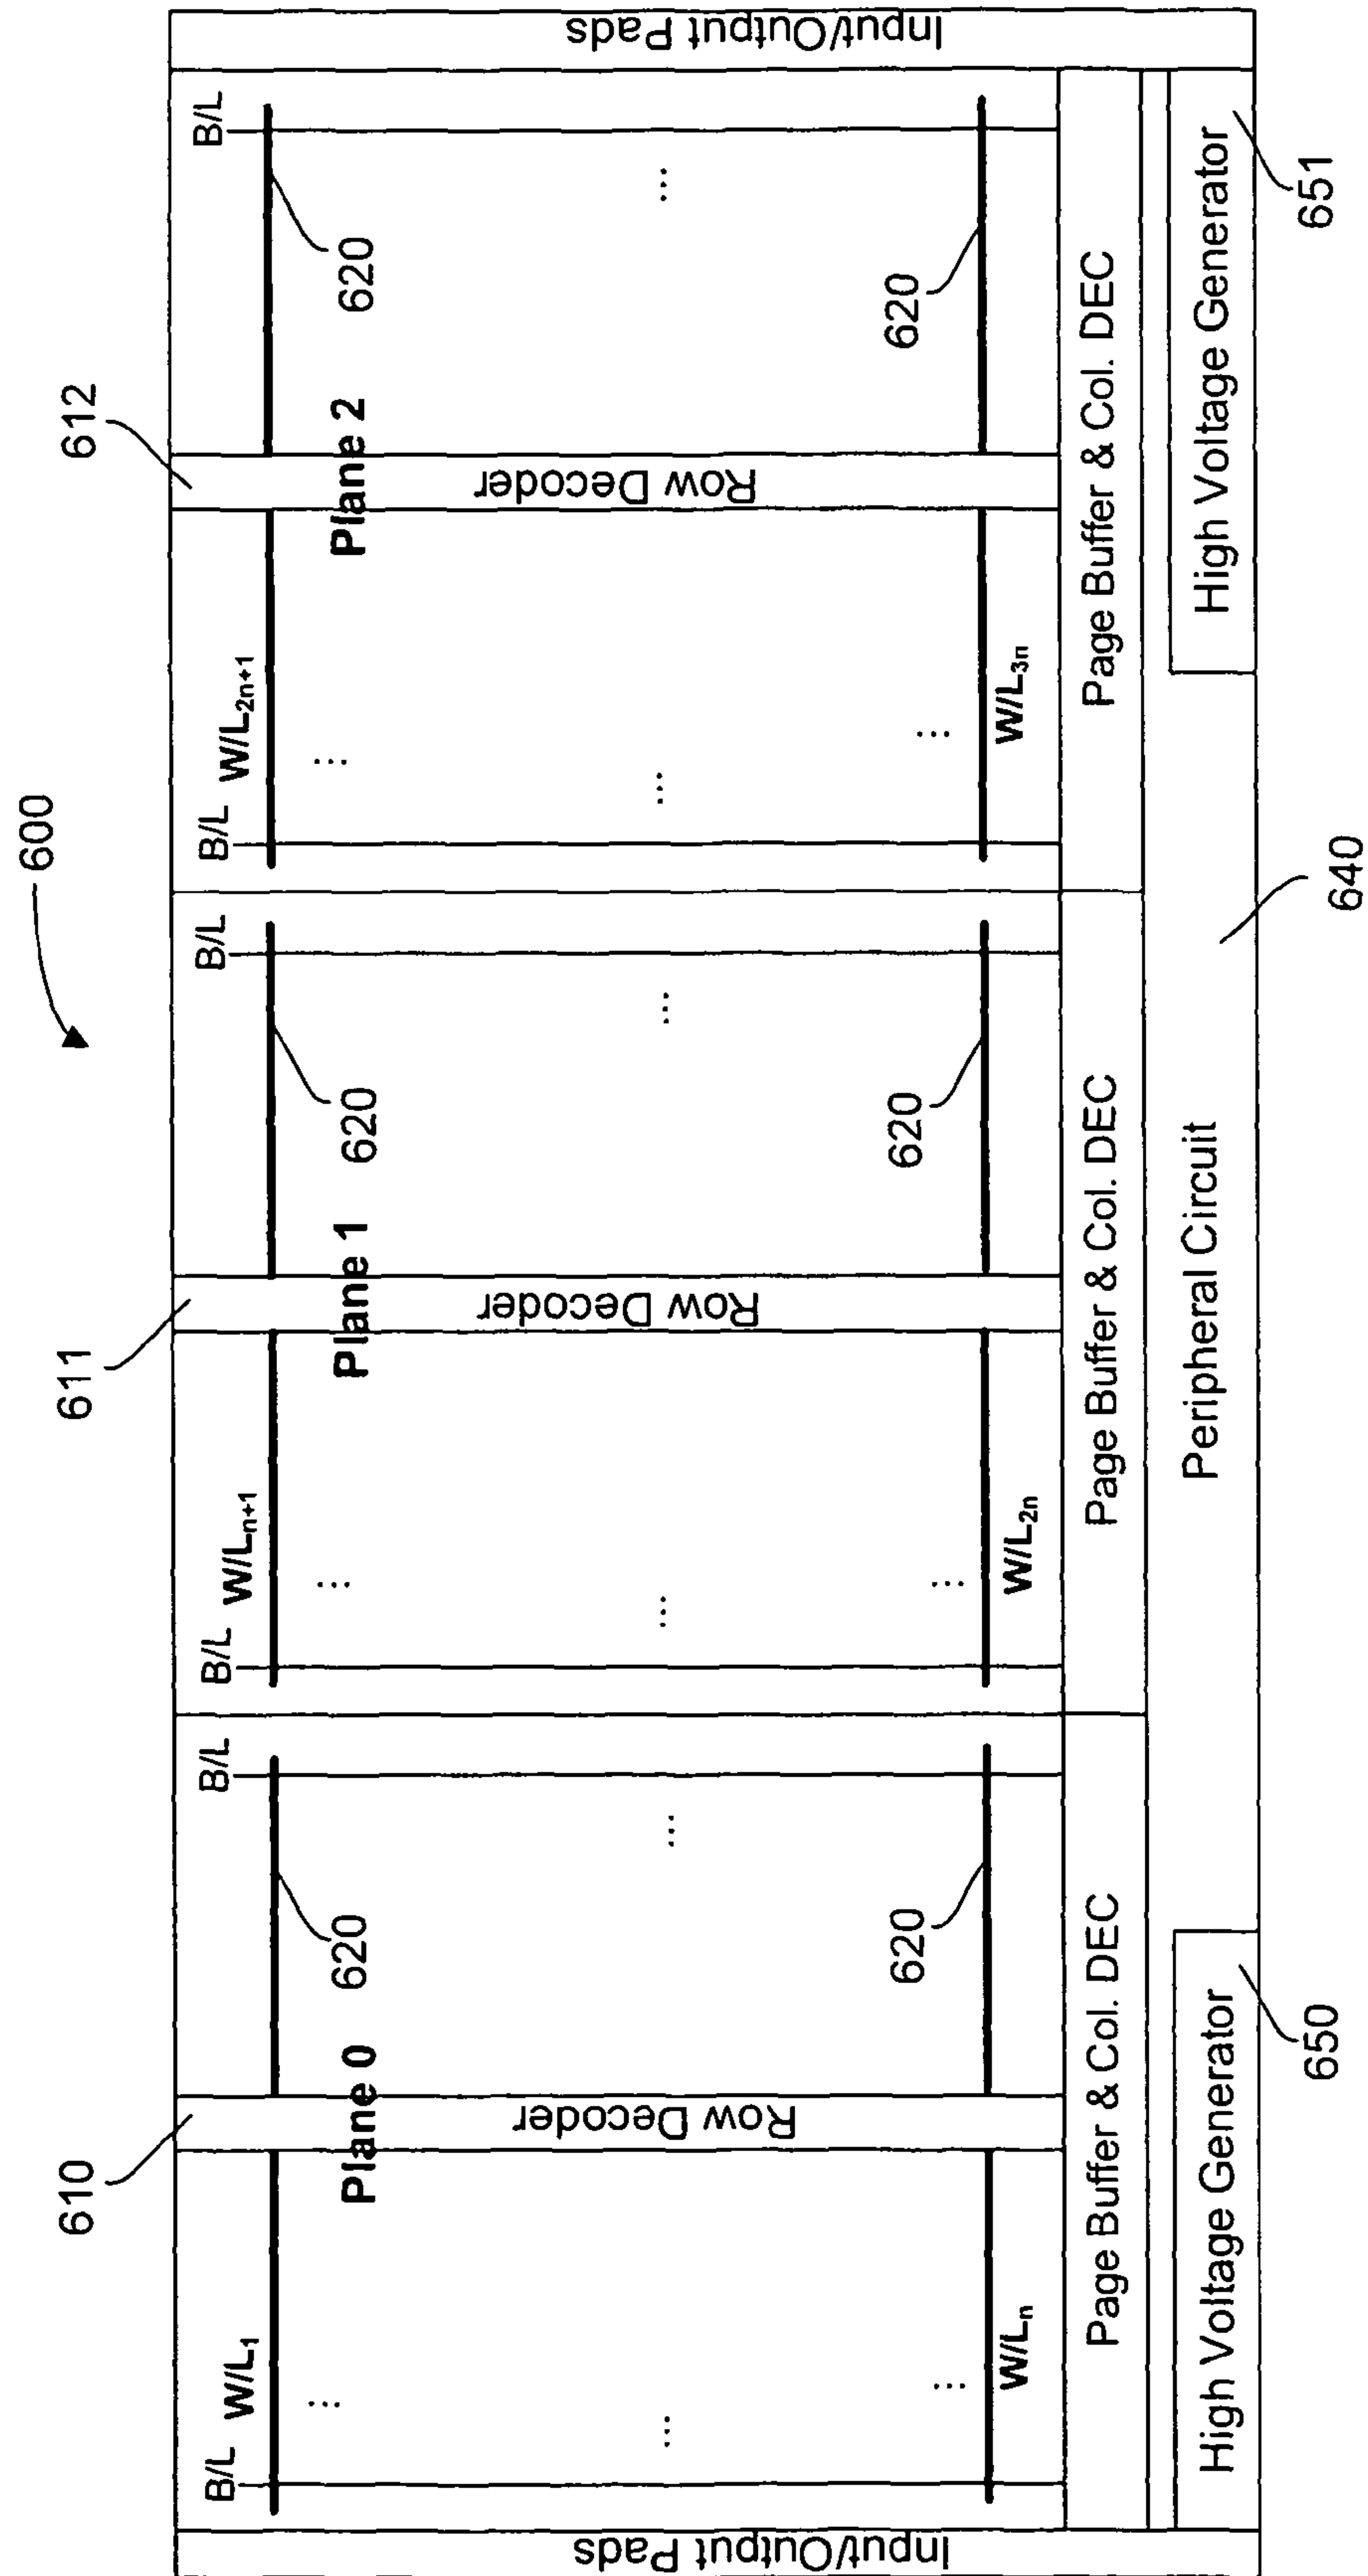 600
610
611
612
Input/Output Pads
B/L
W/L1
B/L
B/L
W/Ln+1
B/L
B/L
W/L2n+1
B/L
Input/Output Pads
Plane 0
620
Plane 1
620
Plane 2
620
Row Decoder
Row Decoder
Row Decoder
...
...
...
...
...
...
...
...
...
...
...
...
620
620
620
W/Ln
W/L2n
W/L3n
Page Buffer & Col. DEC
Page Buffer & Col. DEC
Page Buffer & Col. DEC
High Voltage Generator
Peripheral Circuit
High Voltage Generator
650
640
651